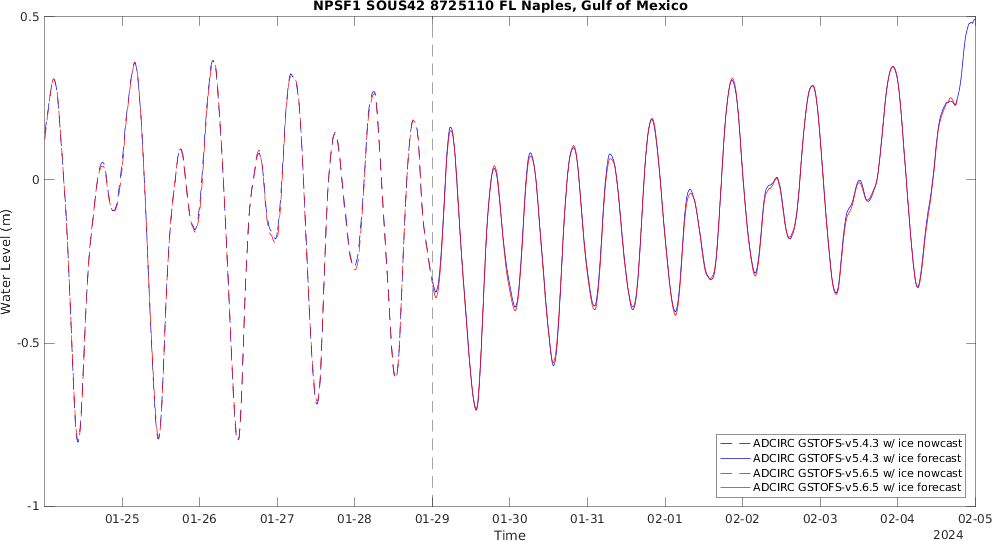 NPSF1 SOUS42 8725110 FL Naples, Gulf of Mexico
0.5
0
-0.5
-1
Water Level (m)
ADCIRC GSTOFS-v5.4.3 w/ ice nowcast
ADCIRC GSTOFS-v5.4.3 w/ ice forecast
ADCIRC GSTOFS-v5.6.5 w/ ice nowcast
ADCIRC GSTOFS-v5.6.5 w/ ice forecast
01-25 01-26 01-27 01-28 01-29 01-30 01-31 02-01 02-02 02-03 02-04 02-05
Time
2024